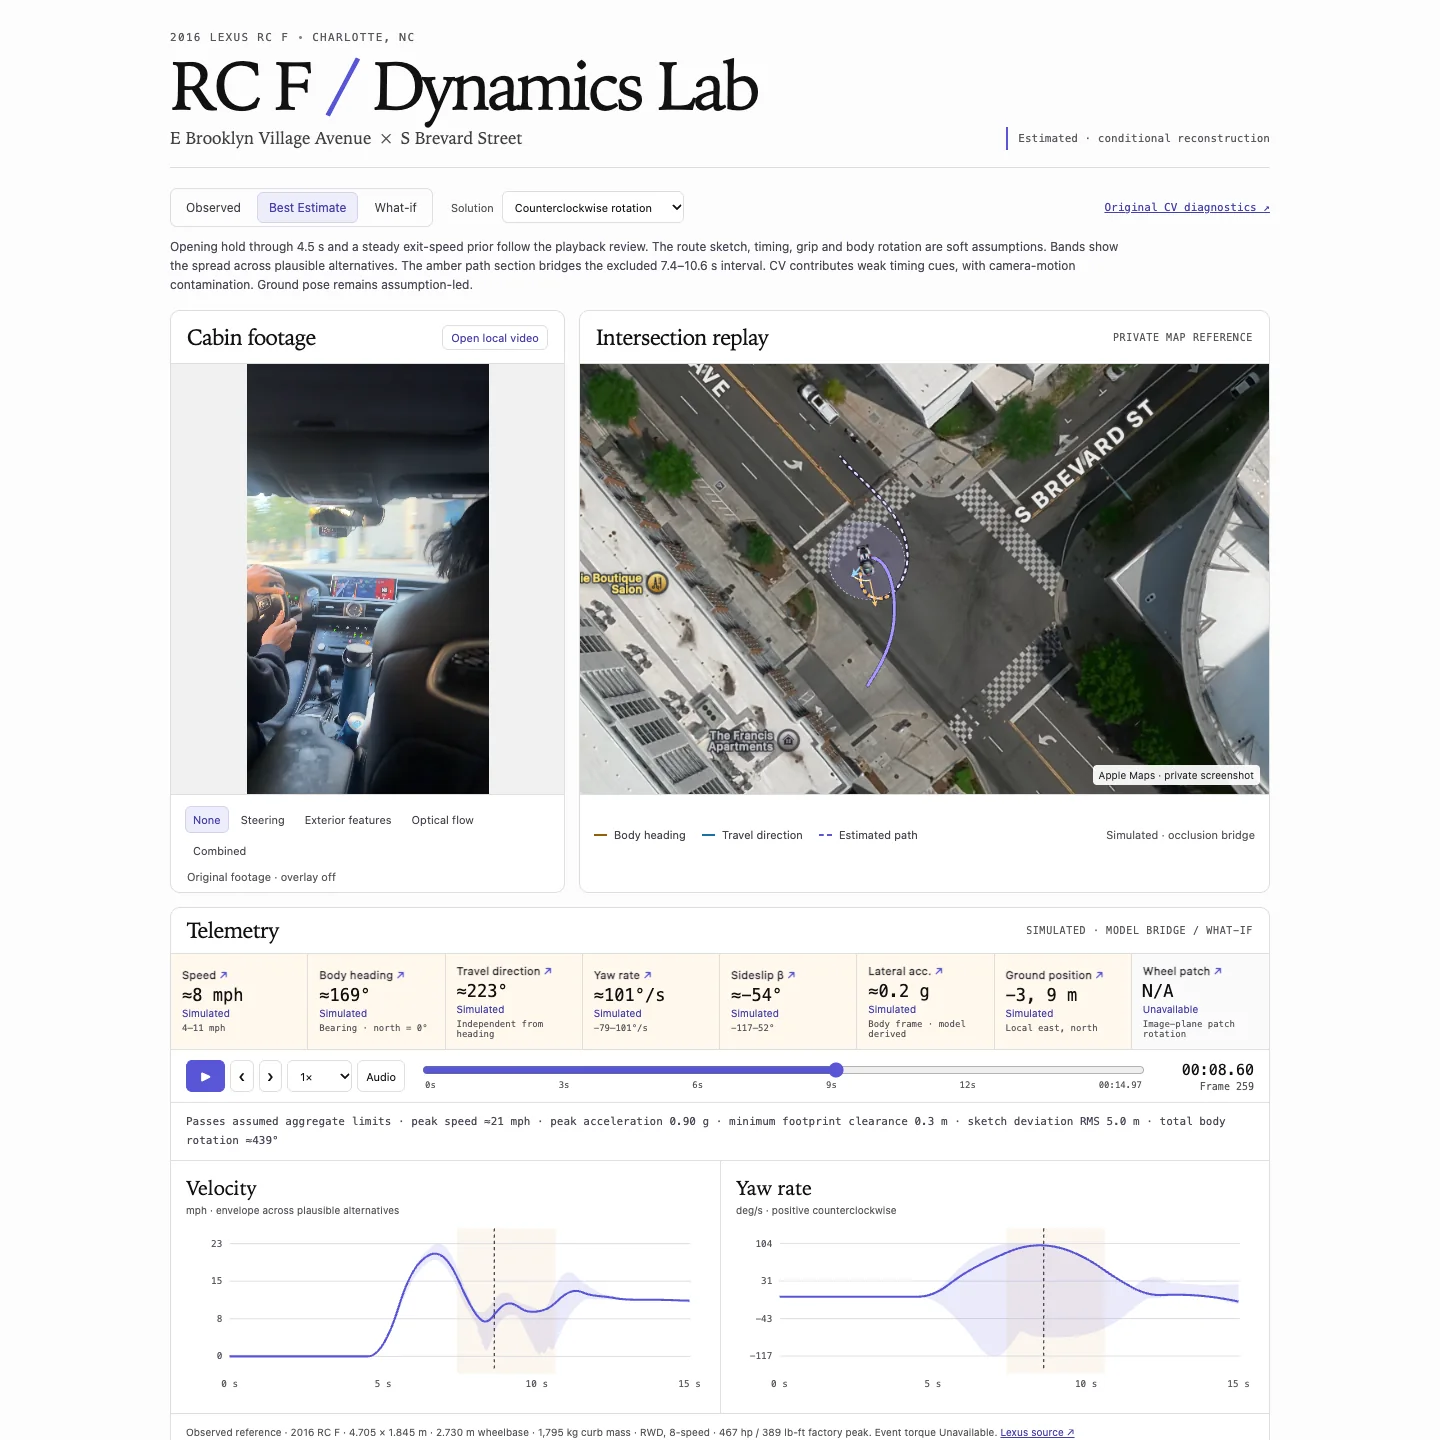 2016 LEXUS RC F • CHARLOTTE, NC
RC F / Dynamics Lab
E Brooklyn Village Avenue × S Brevard Street
Estimated · conditional reconstruction
Observed
Best Estimate
What-if
Solution
Counterclockwise rotation
Original CV diagnostics ↗
Opening hold through 4.5 s and a steady exit-speed prior follow the playback review. The route sketch, timing, grip and body rotation are soft assumptions. Bands show
the spread across plausible alternatives. The amber path section bridges the excluded 7.4–10.6 s interval. CV contributes weak timing cues, with camera-motion
contamination. Ground pose remains assumption-led.
Cabin footage
Open local video
Intersection replay
PRIVATE MAP REFERENCE
AVE
S BREVARD ST
ie Boutique
Salon
The Francis
Apartments
Apple Maps · private screenshot
None
Steering
Exterior features
Optical flow
Combined
Original footage · overlay off
Body heading
Travel direction
Estimated path
Simulated · occlusion bridge
Telemetry
SIMULATED · MODEL BRIDGE / WHAT-IF
Speed ↗
≈8 mph
Simulated
4–11 mph
Body heading ↗
≈169°
Simulated
Bearing · north = 0°
Travel direction ↗
≈223°
Simulated
Independent from
heading
Yaw rate ↗
≈101°/s
Simulated
−79–101°/s
Sideslip β ↗
≈−54°
Simulated
−117–52°
Lateral acc. ↗
≈0.2 g
Simulated
Body frame · model
derived
Ground position ↗
−3, 9 m
Simulated
Local east, north
Wheel patch ↗
N/A
Unavailable
Image-plane patch
rotation
▶
‹
›
1×
Audio
0s
3s
6s
9s
12s
00:14.97
00:08.60
Frame 259
Passes assumed aggregate limits · peak speed ≈21 mph · peak acceleration 0.90 g · minimum footprint clearance 0.3 m · sketch deviation RMS 5.0 m · total body
rotation ≈439°
Velocity
mph · envelope across plausible alternatives
23
15
8
0
0 s
5 s
10 s
15 s
Yaw rate
deg/s · positive counterclockwise
104
31
−43
−117
0 s
5 s
10 s
15 s
Observed reference · 2016 RC F · 4.705 × 1.845 m · 2.730 m wheelbase · 1,795 kg curb mass · RWD, 8-speed · 467 hp / 389 lb-ft factory peak. Event torque Unavailable. Lexus source ↗